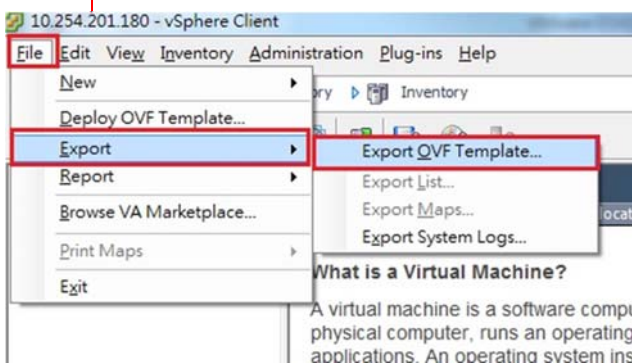 10.254.201.180 - vSphere Client
File Edit View Inventory Administration Plug-ins Help
New
Inventory
Deploy OVF Template...
Export
Export OVF Template...
Report
Export List...
Browse VA Marketplace...
Export Maps...
Print Maps
Export System Logs...
Exit
What is a Virtual Machine?
A virtual machine is a software
physical computer, runs an operating
applications. An operating system